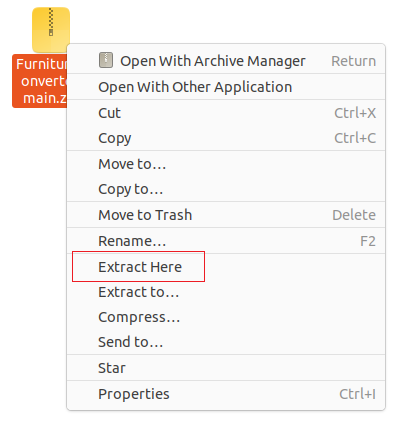 Furnitur
onverte
main.z
Open With Archive Manager Return
Open With Other Application
Cut Ctrl+X
Copy Ctrl+C
Move to...
Copy to...
Move to Trash Delete
Rename... F2
Extract Here
Extract to...
Compress...
Send to...
Star
Properties Ctrl+I